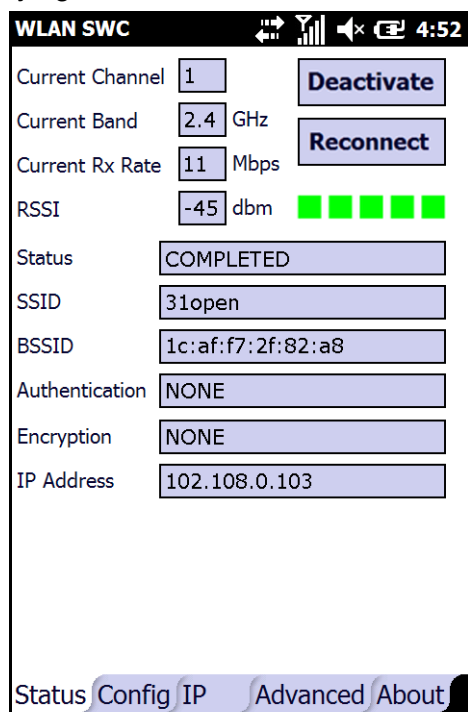 WLAN SWC 4:52
Current Channel 1 Deactivate
Current Band 2.4 GHz
Reconnect
Current Rx Rate 11 Mbps
RSSI -45 dbm
Status COMPLETED
SSID 31open
BSSID 1c:af:f7:2f:82:a8
Authentication NONE
Encryption NONE
IP Address 102.108.0.103
Status Config IP Advanced About